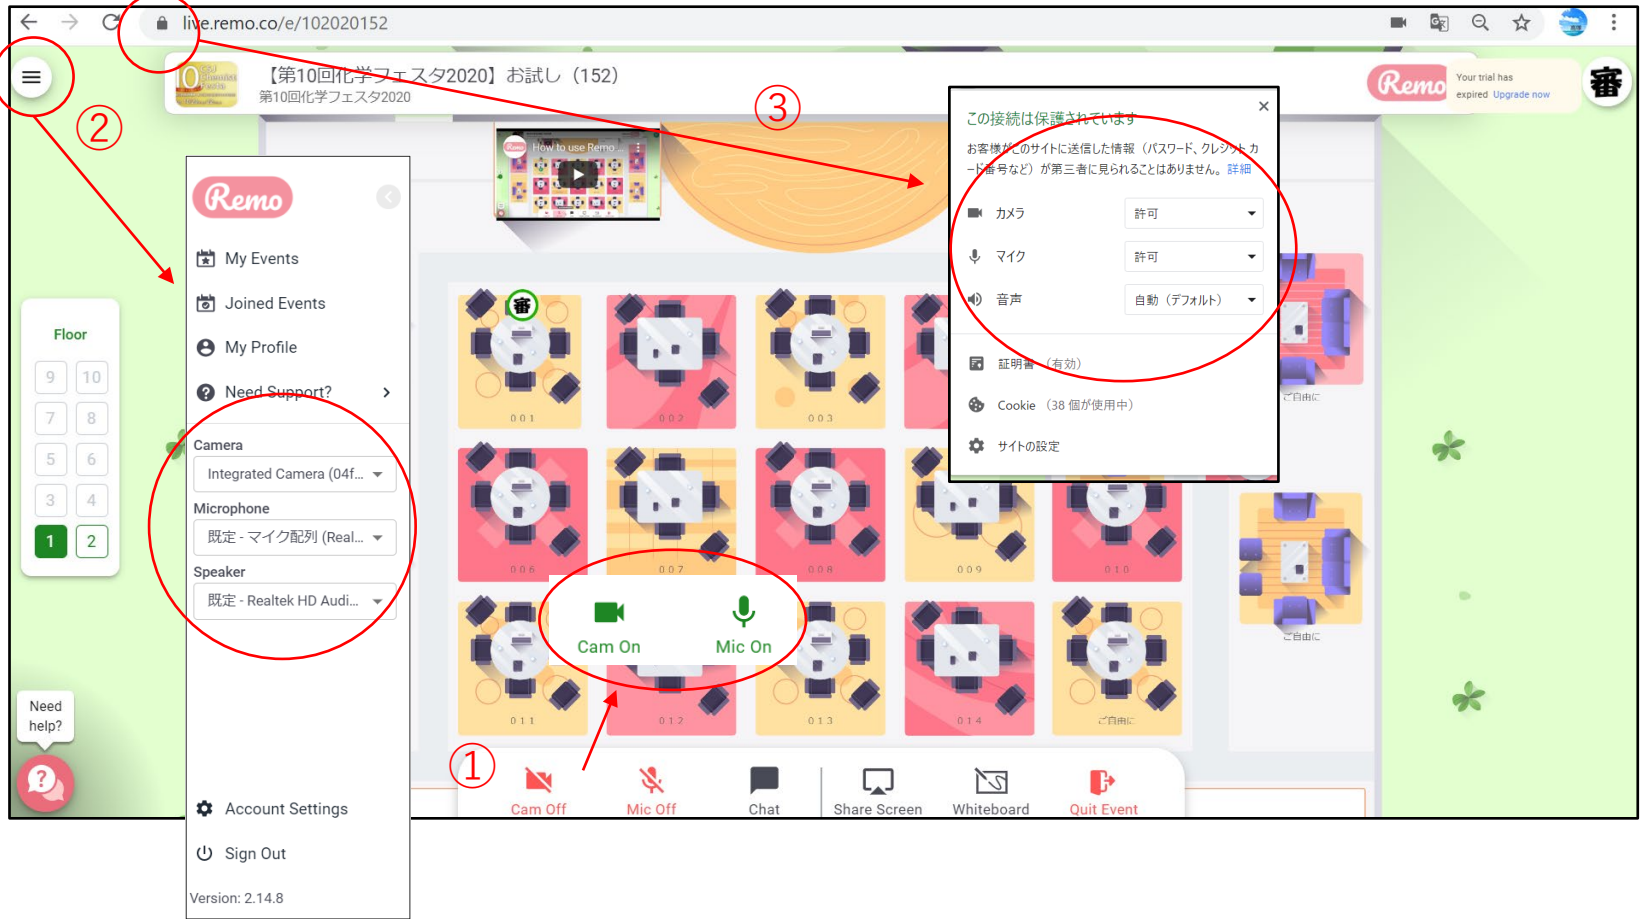 live.remo.co/e/102020152
【第10回化学フェスタ2020】お試し（152）
第10回化学フェスタ2020
Remo
Your trial has
expired Upgrade now
審
②
③
①
Remo
My Events
Joined Events
My Profile
Need Support?
Camera
Integrated Camera (04f...
Microphone
既定 - マイク配列 (Real...
Speaker
既定 - Realtek HD Audi...
Account Settings
Sign Out
Version: 2.14.8
Floor
9 10
7 8
5 6
3 4
1 2
Need
help?
How to use Remo ...
この接続は保護されています
お客様がこのサイトに送信した情報（パスワード、クレジット カ
ード番号など）が第三者に見られることはありません。 詳細
カメラ 許可
マイク 許可
音声 自動（デフォルト）
証明書 （有効）
Cookie （38 個が使用中）
サイトの設定
審
001
002
003
ご自由に
006
007
008
009
010
ご自由に
011
012
013
014
ご自由に
Cam On
Mic On
Cam Off
Mic Off
Chat
Share Screen
Whiteboard
Quit Event